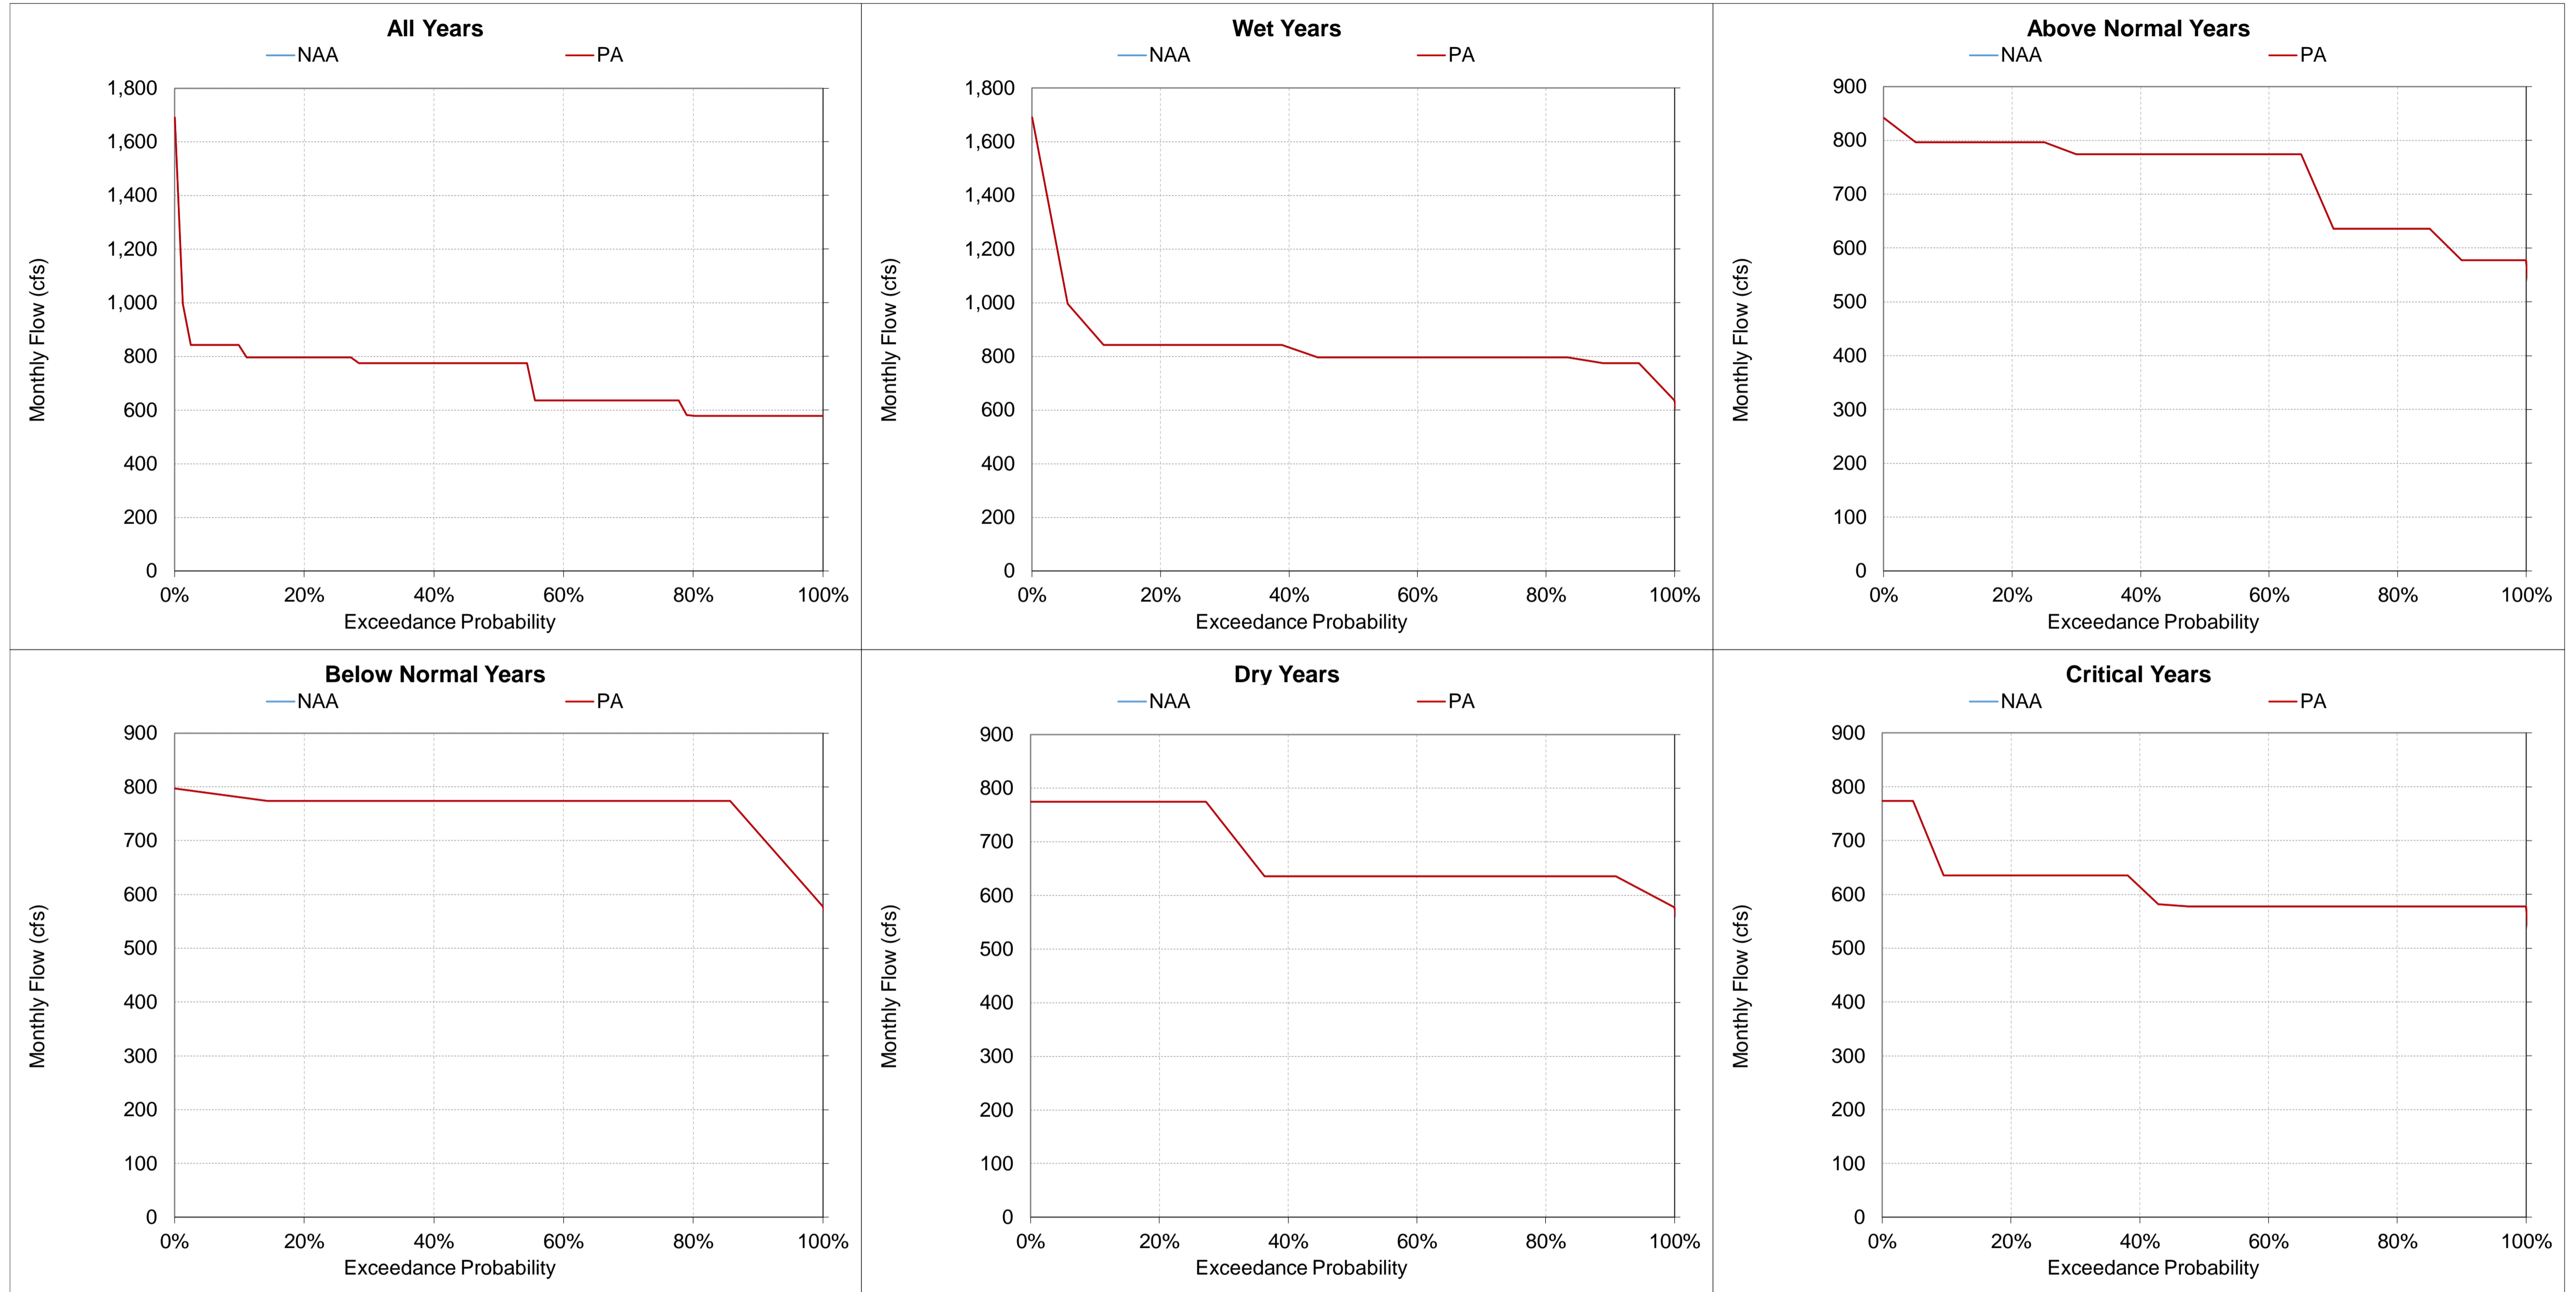 All Years
NAA PA
1,800
1,600
1,400
1,200
1,000
800
600
400
200
0
0% 20% 40% 60% 80% 100%
Exceedance Probability
Monthly Flow (cfs)
Wet Years
NAA PA
1,800
1,600
1,400
1,200
1,000
800
600
400
200
0
0% 20% 40% 60% 80% 100%
Exceedance Probability
Monthly Flow (cfs)
Above Normal Years
NAA PA
900
800
700
600
500
400
300
200
100
0
0% 20% 40% 60% 80% 100%
Exceedance Probability
Monthly Flow (cfs)
Below Normal Years
NAA PA
900
800
700
600
500
400
300
200
100
0
0% 20% 40% 60% 80% 100%
Exceedance Probability
Monthly Flow (cfs)
Dry Years
NAA PA
900
800
700
600
500
400
300
200
100
0
0% 20% 40% 60% 80% 100%
Exceedance Probability
Monthly Flow (cfs)
Critical Years
NAA PA
900
800
700
600
500
400
300
200
100
0
0% 20% 40% 60% 80% 100%
Exceedance Probability
Monthly Flow (cfs)